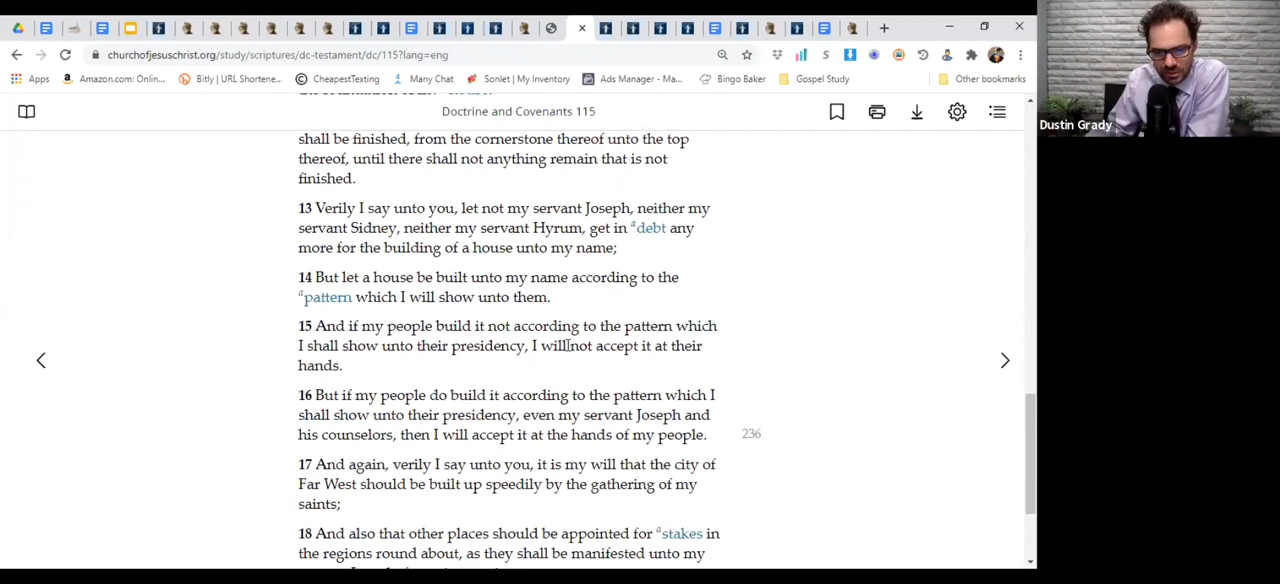 churchofjesuschrist.org/study/scriptures/dc-testament/dc/115?lang=eng
Apps
Amazon.com: Onlin...
Bitly | URL Shortene...
CheapestTexting
Many Chat
Sonlet | My Inventory
Ads Manager - Ma...
Bingo Baker
Gospel Study
Other bookmarks
Doctrine and Covenants 115
Dustin Grady
shall be finished, from the cornerstone thereof unto the top
thereof, until there shall not anything remain that is not
finished.
13 Verily I say unto you, let not my servant Joseph, neither my
servant Sidney, neither my servant Hyrum, get in a debt any
more for the building of a house unto my name;
14 But let a house be built unto my name according to the
a pattern which I will show unto them.
15 And if my people build it not according to the pattern which
I shall show unto their presidency, I will not accept it at their
hands.
16 But if my people do build it according to the pattern which I
shall show unto their presidency, even my servant Joseph and
his counselors, then I will accept it at the hands of my people.
236
17 And again, verily I say unto you, it is my will that the city of
Far West should be built up speedily by the gathering of my
saints;
18 And also that other places should be appointed for a stakes in
the regions round about, as they shall be manifested unto my